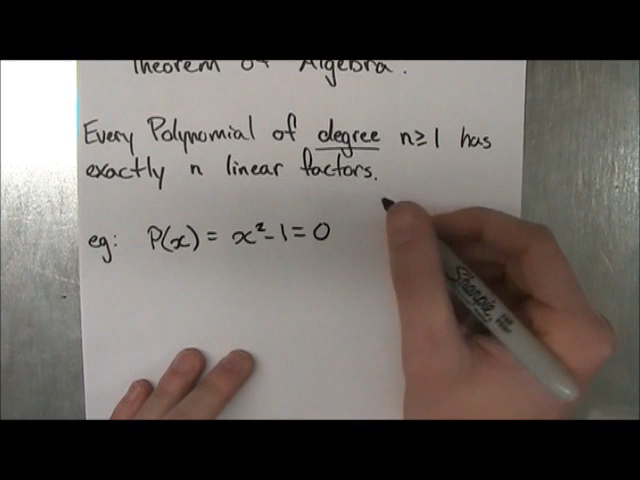 Theorem of Algebra.
Every Polynomial of degree n≥1 has
exactly n linear factors.
eg: P(x) = x²-1=0
Sharpie